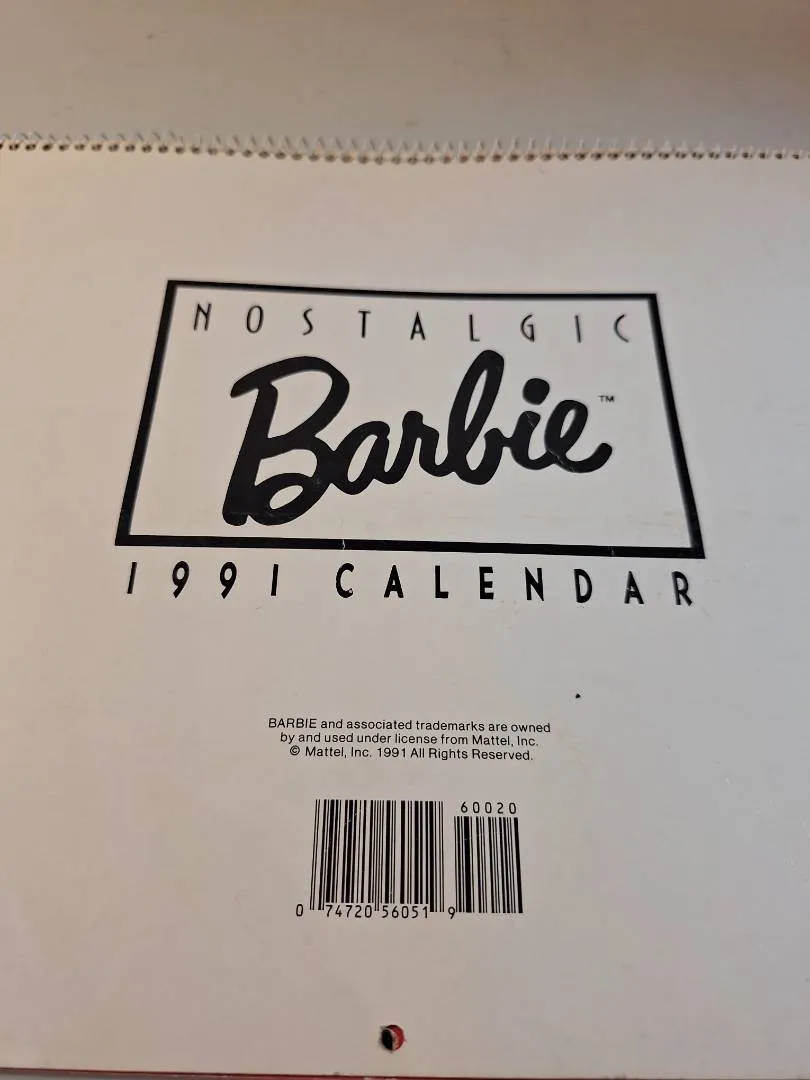 NOSTALGIC
Barbie™
1991 CALENDAR
BARBIE and associated trademarks are owned
by and used under license from Mattel, Inc.
© Mattel, Inc. 1991 All Rights Reserved.
60020
0 74720 56051 9